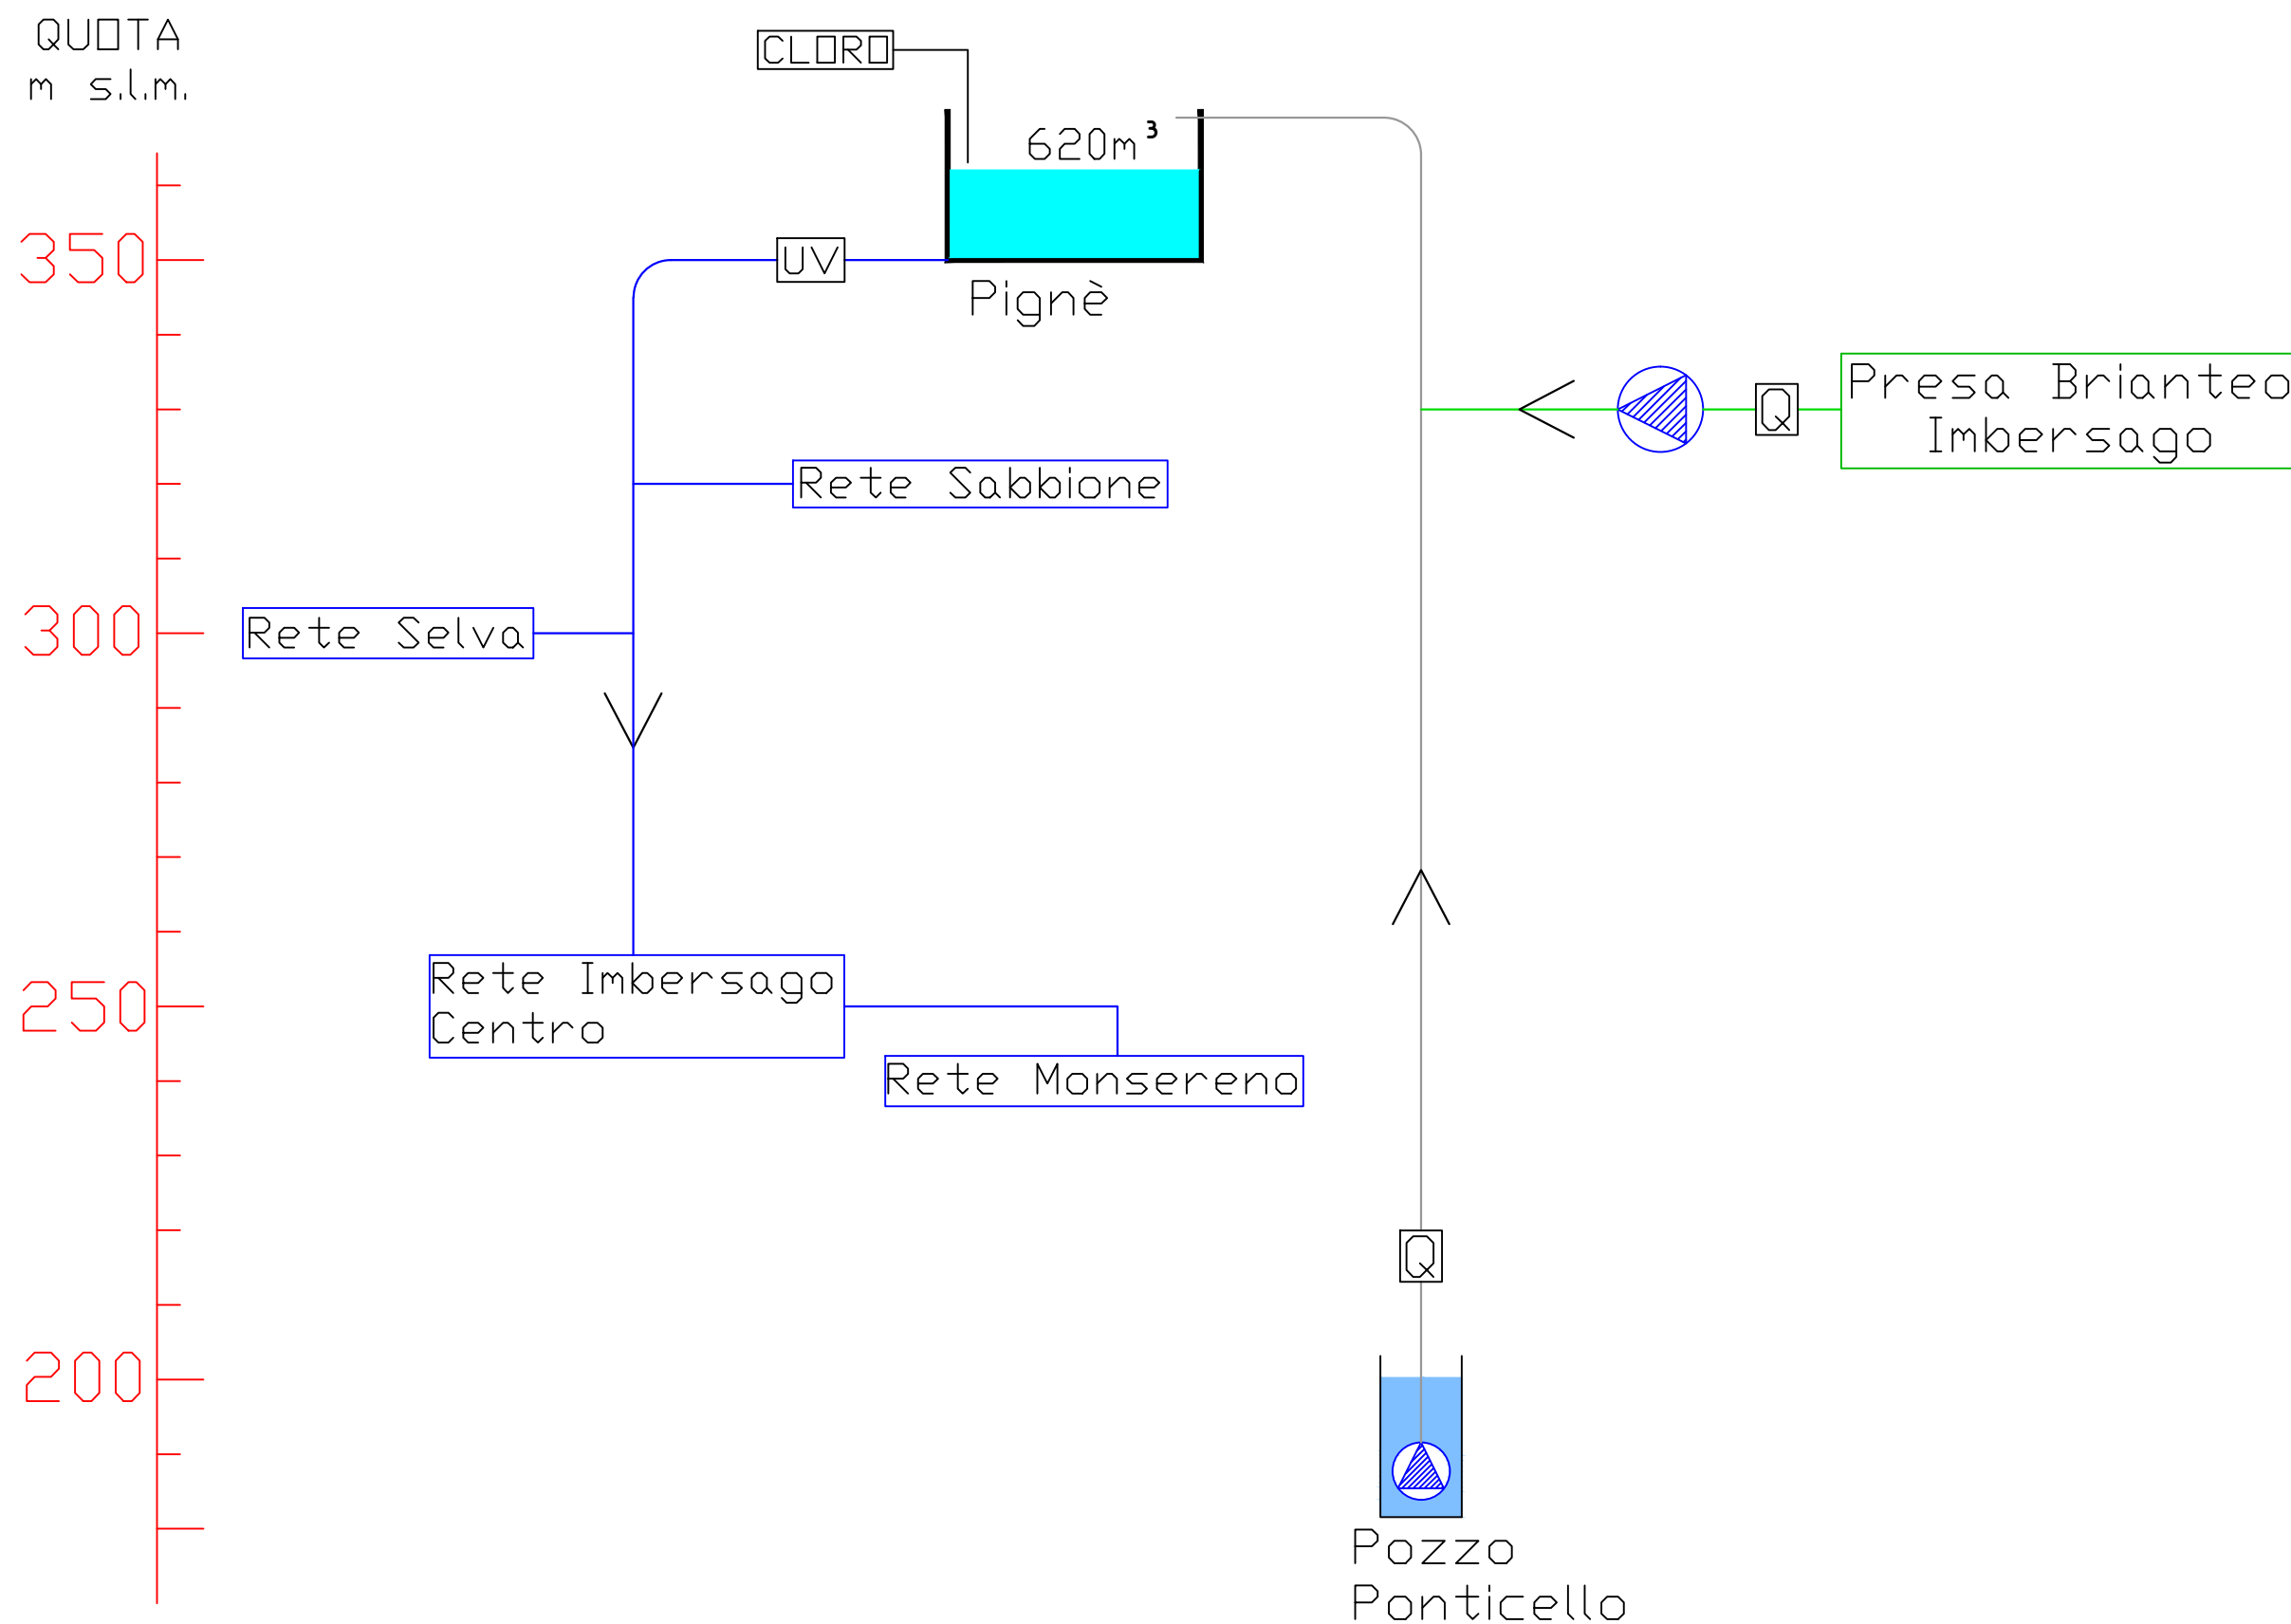 QUOTA
m s.l.m.
CLORO
620m³
350
UV
Pignè
Presa Brianteo
Imbersago
Q
Rete Sabbione
300
Rete Selva
250
Rete Imbersago
Centro
Rete Monsereno
Q
200
Pozzo
Ponticello